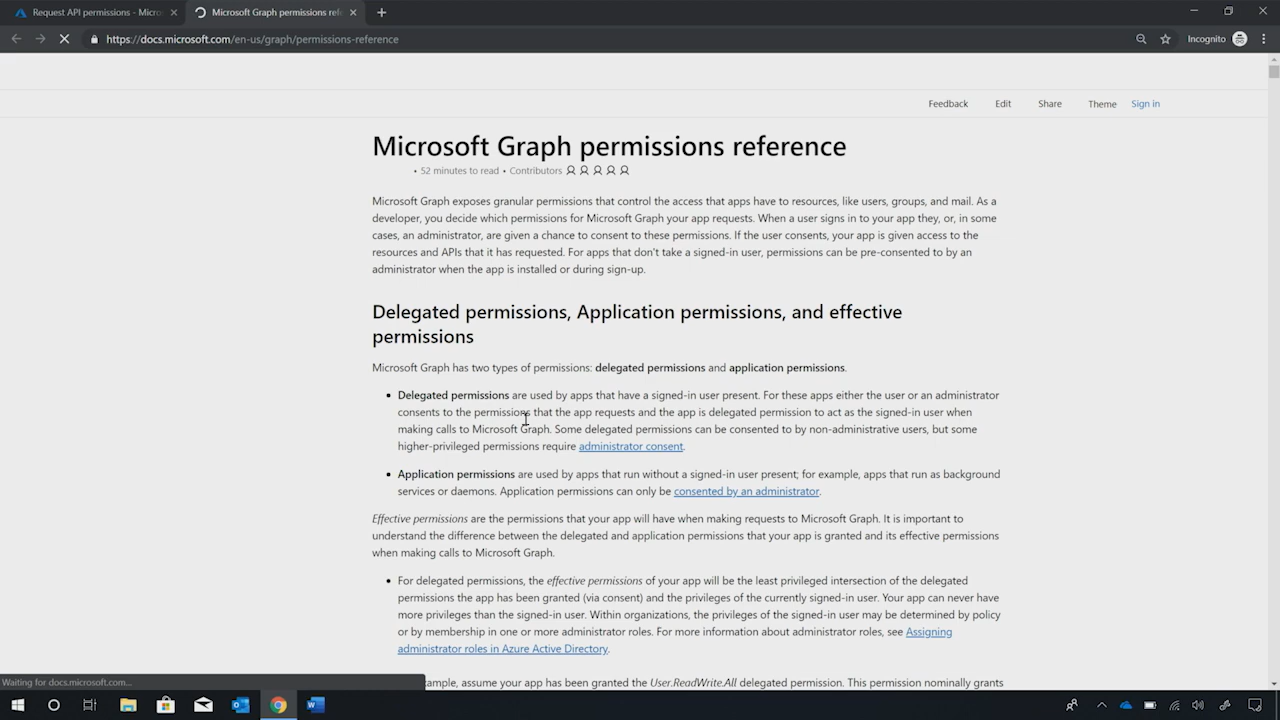 Request API permissions - Micro
Microsoft Graph permissions ref
https://docs.microsoft.com/en-us/graph/permissions-reference
Incognito
Feedback
Edit
Share
Theme
Sign in
Microsoft Graph permissions reference
• 52 minutes to read • Contributors
Microsoft Graph exposes granular permissions that control the access that apps have to resources, like users, groups, and mail. As a
developer, you decide which permissions for Microsoft Graph your app requests. When a user signs in to your app they, or, in some
cases, an administrator, are given a chance to consent to these permissions. If the user consents, your app is given access to the
resources and APIs that it has requested. For apps that don't take a signed-in user, permissions can be pre-consented to by an
administrator when the app is installed or during sign-up.
Delegated permissions, Application permissions, and effective
permissions
Microsoft Graph has two types of permissions: delegated permissions and application permissions.
• Delegated permissions are used by apps that have a signed-in user present. For these apps either the user or an administrator
consents to the permissions that the app requests and the app is delegated permission to act as the signed-in user when
making calls to Microsoft Graph. Some delegated permissions can be consented to by non-administrative users, but some
higher-privileged permissions require administrator consent.
• Application permissions are used by apps that run without a signed-in user present; for example, apps that run as background
services or daemons. Application permissions can only be consented by an administrator.
Effective permissions are the permissions that your app will have when making requests to Microsoft Graph. It is important to
understand the difference between the delegated and application permissions that your app is granted and its effective permissions
when making calls to Microsoft Graph.
• For delegated permissions, the effective permissions of your app will be the least privileged intersection of the delegated
permissions the app has been granted (via consent) and the privileges of the currently signed-in user. Your app can never have
more privileges than the signed-in user. Within organizations, the privileges of the signed-in user may be determined by policy
or by membership in one or more administrator roles. For more information about administrator roles, see Assigning
administrator roles in Azure Active Directory.
Waiting for docs.microsoft.com...
ample, assume your app has been granted the User.ReadWrite.All delegated permission. This permission nominally grants